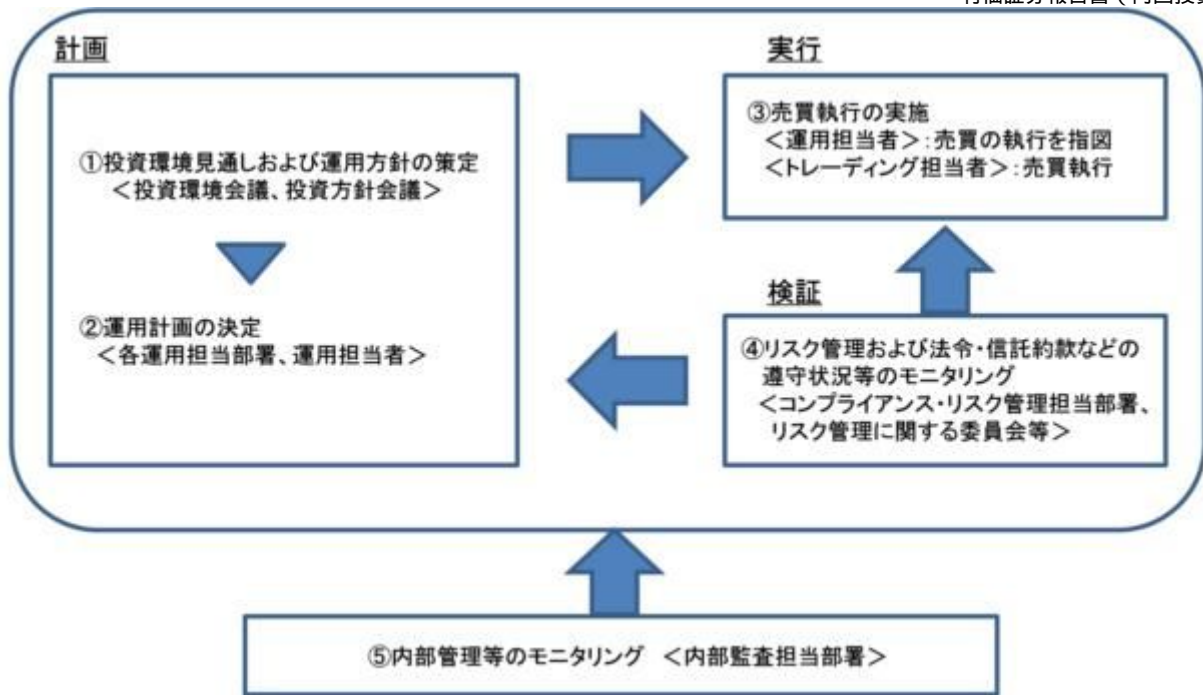 計画
①投資環境見通しおよび運用方針の策定
＜投資環境会議、投資方針会議＞
②運用計画の決定
＜各運用担当部署、運用担当者＞
実行
③売買執行の実施
＜運用担当者＞：売買の執行を指図
＜トレーディング担当者＞：売買執行
検証
④リスク管理および法令・信託約款などの
遵守状況等のモニタリング
＜コンプライアンス・リスク管理担当部署、
リスク管理に関する委員会等＞
⑤内部管理等のモニタリング ＜内部監査担当部署＞